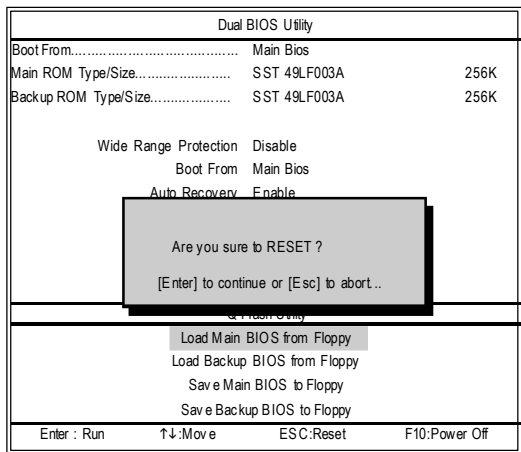 Dual BIOS Utility
Boot From....................................... Main Bios
Main ROM Type/Size....................... SST 49LF003A 256K
Backup ROM Type/Size................... SST 49LF003A 256K
Wide Range Protection Disable
Boot From Main Bios
Auto Recovery Enable
Are you sure to RESET ?
[Enter] to continue or [Esc] to abort...
Q-Flash Utility
Load Main BIOS from Floppy
Load Backup BIOS from Floppy
Save Main BIOS to Floppy
Save Backup BIOS to Floppy
Enter : Run ↑↓:Move ESC:Reset F10:Power Off